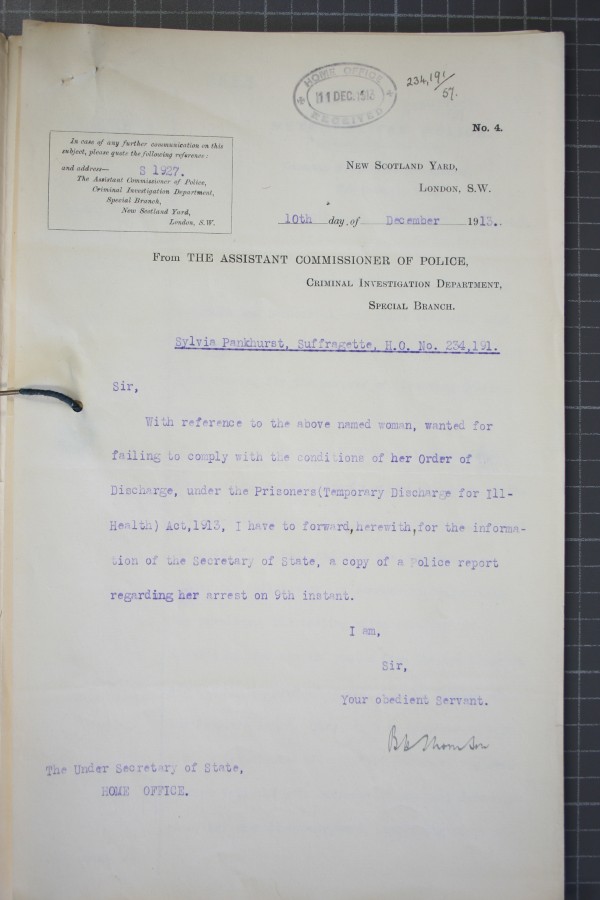 HOME OFFICE
11 DEC. 1913
RECEIVED
234,191/
57.
No. 4.
In case of any further communication on this
subject, please quote the following reference:
and address—
S 1927.
The Assistant Commissioner of Police,
Criminal Investigation Department,
Special Branch,
New Scotland Yard,
London, S.W.
NEW SCOTLAND YARD,
LONDON, S.W.
10th day of December 1913.
From THE ASSISTANT COMMISSIONER OF POLICE,
CRIMINAL INVESTIGATION DEPARTMENT,
SPECIAL BRANCH.
Sylvia Pankhurst, Suffragette, H.O. No. 234,191.
Sir,
With reference to the above named woman, wanted for
failing to comply with the conditions of her Order of
Discharge, under the Prisoners(Temporary Discharge for Ill-
Health) Act,1913, I have to forward,herewith,for the informa-
tion of the Secretary of State, a copy of a Police report
regarding her arrest on 9th instant.
I am,
Sir,
Your obedient Servant.
B H Thomson
The Under Secretary of State,
HOME OFFICE.